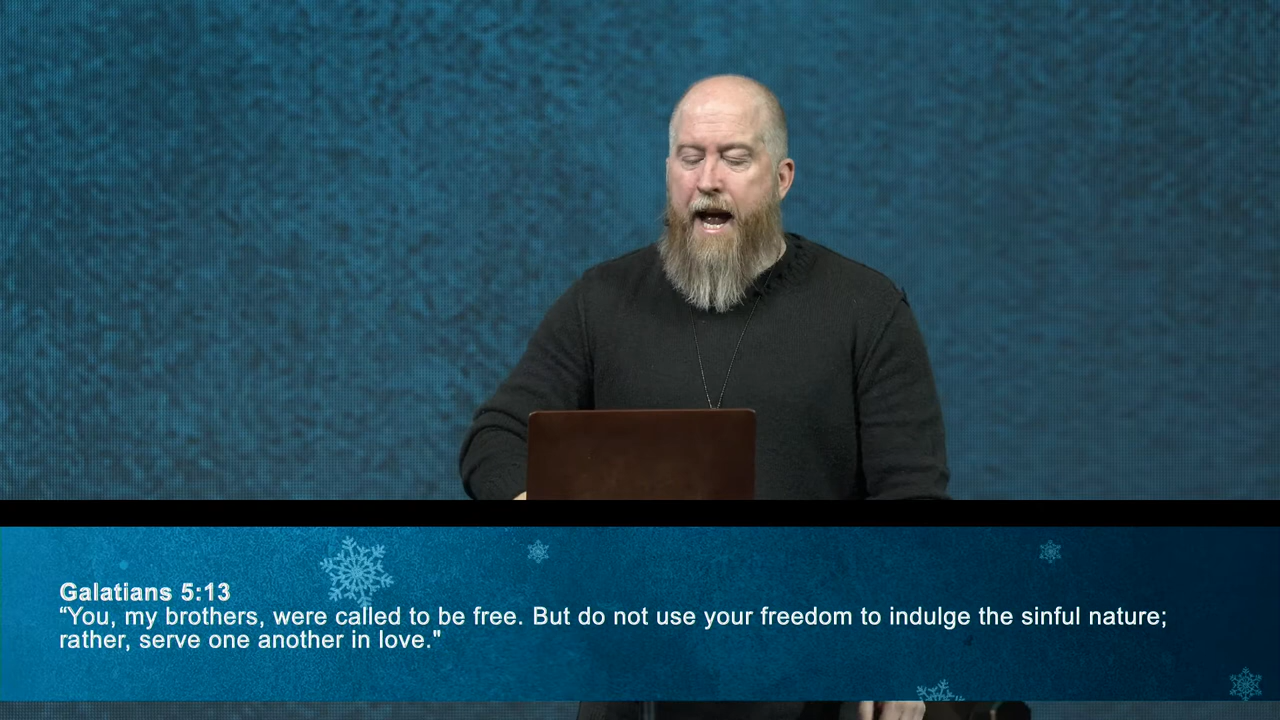 Galatians 5:13
“You, my brothers, were called to be free. But do not use your freedom to indulge the sinful nature;
rather, serve one another in love."